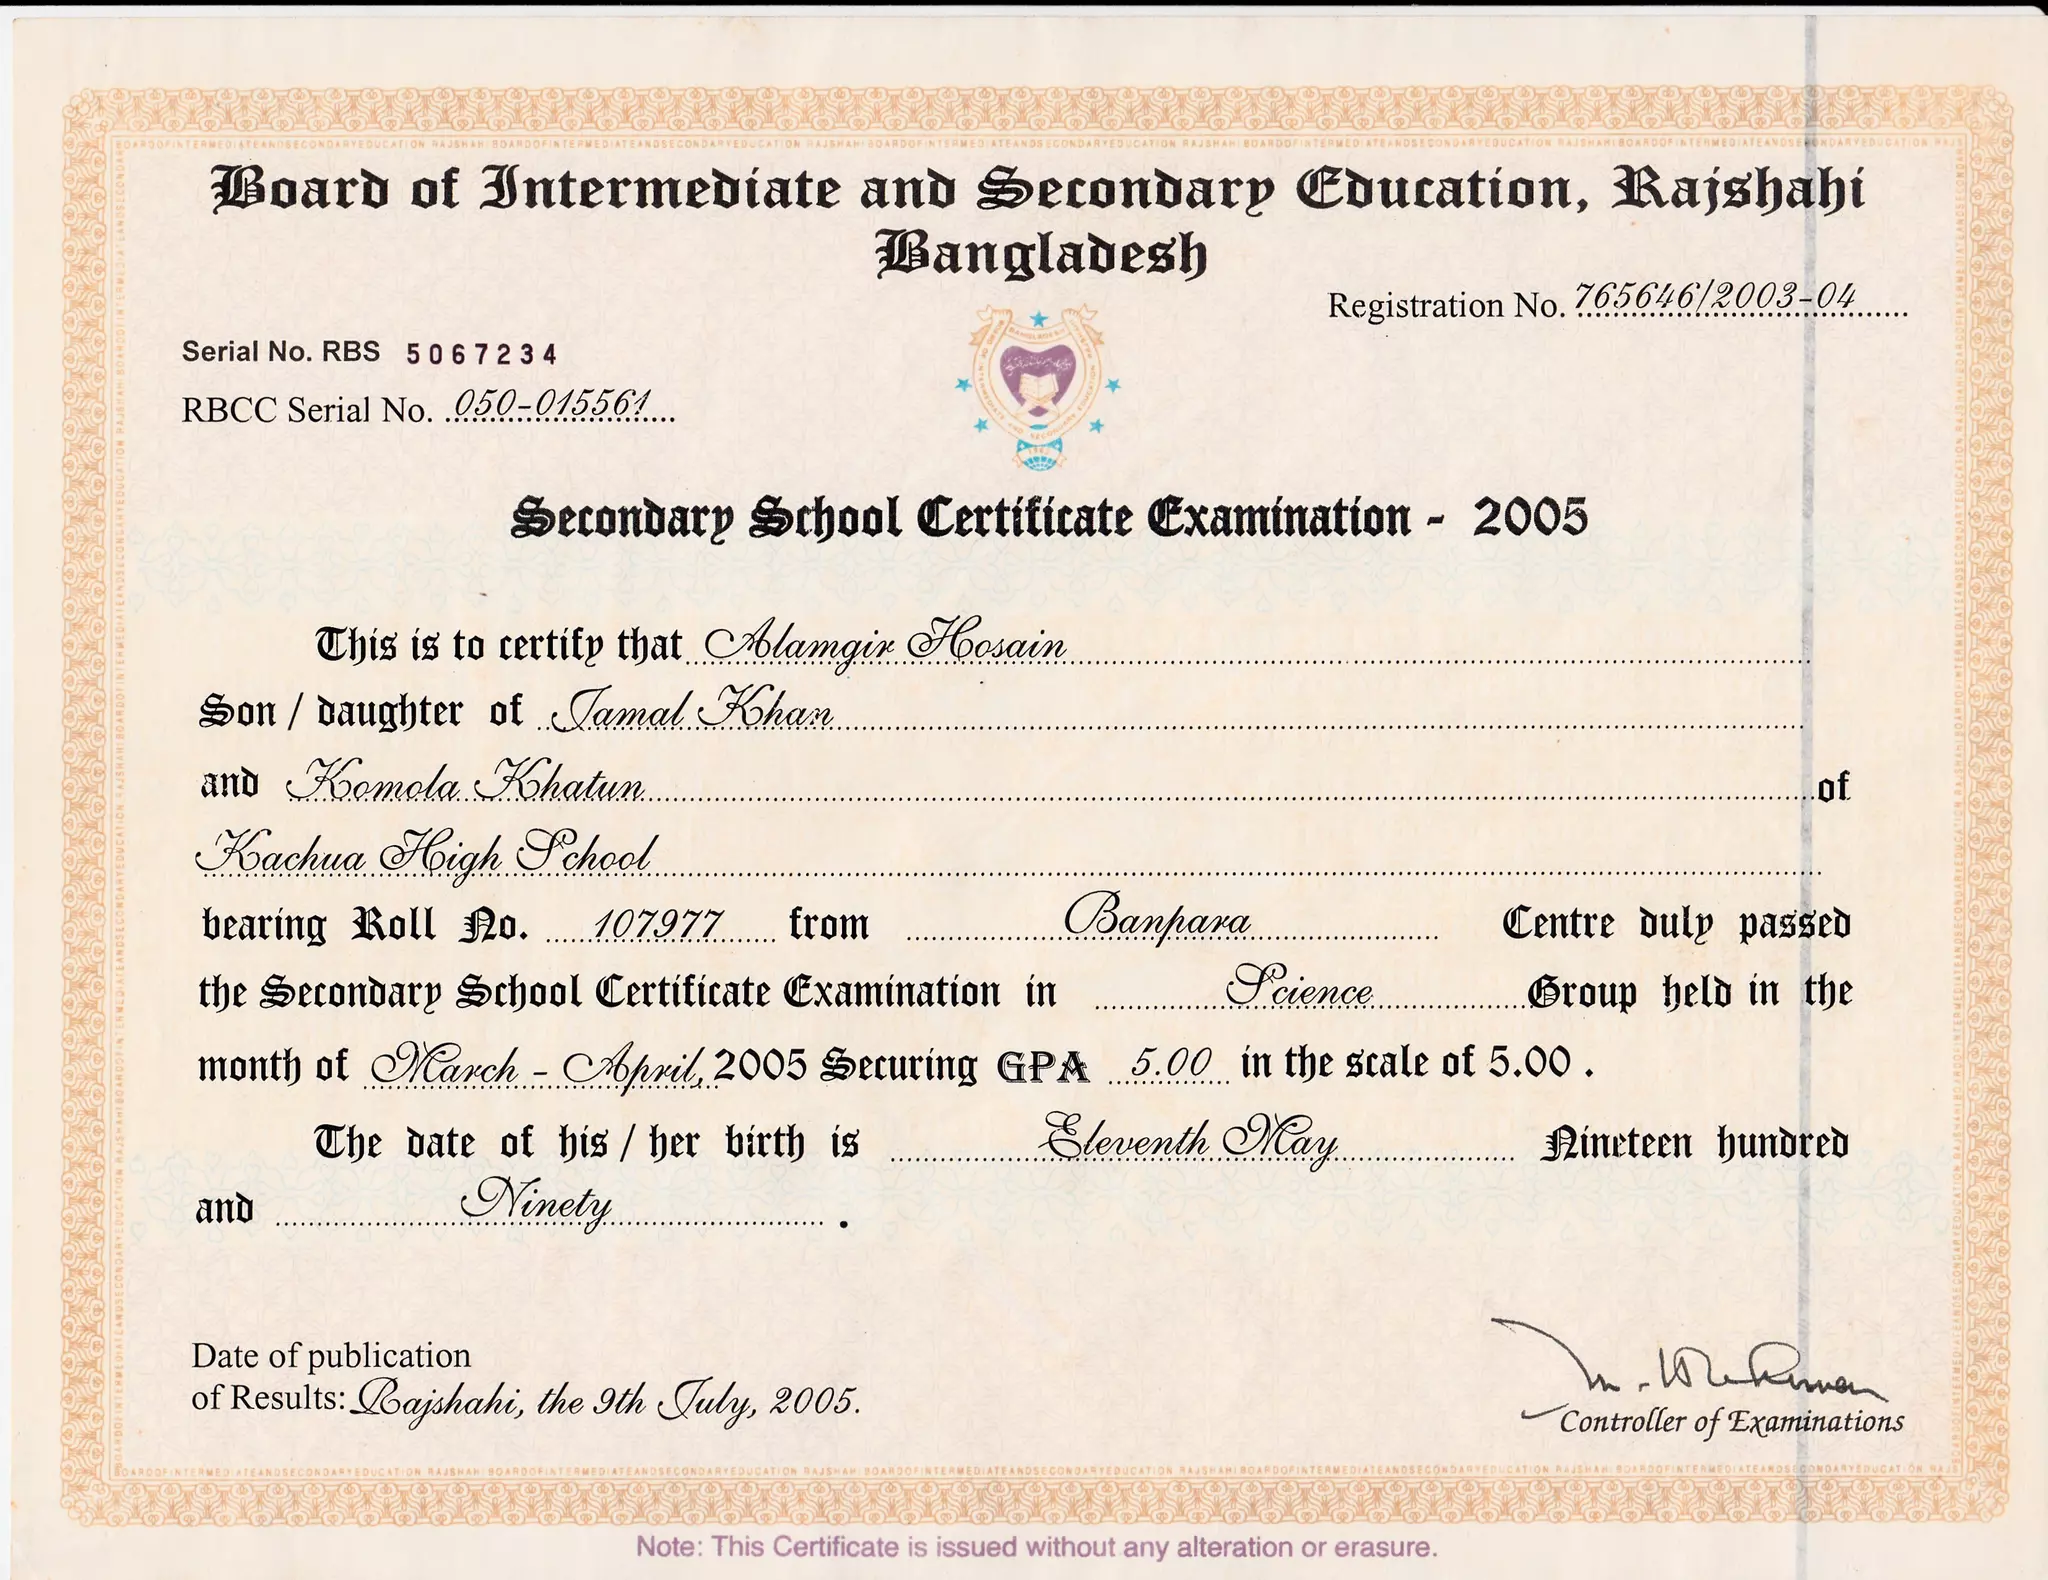 Board of Intermediate and Secondary Education, Rajshahi
Bangladesh
Registration No. 765646/2003-04
Serial No. RBS 5067234
RBCC Serial No. 050-015561
Secondary School Certificate Examination - 2005
This is to certify that Alamgir Hosain
Son / daughter of Jamal Khan
and Komola Khatun of
Kachua High School
bearing Roll No. 107977 from Banpara Centre duly passed
the Secondary School Certificate Examination in Science Group held in the
month of March - April, 2005 Securing GPA 5.00 in the scale of 5.00 .
The date of his / her birth is Eleventh May Nineteen hundred
and Ninety .
Date of publication
of Results: Rajshahi, the 9th July, 2005.
Controller of Examinations
Note: This Certificate is issued without any alteration or erasure.